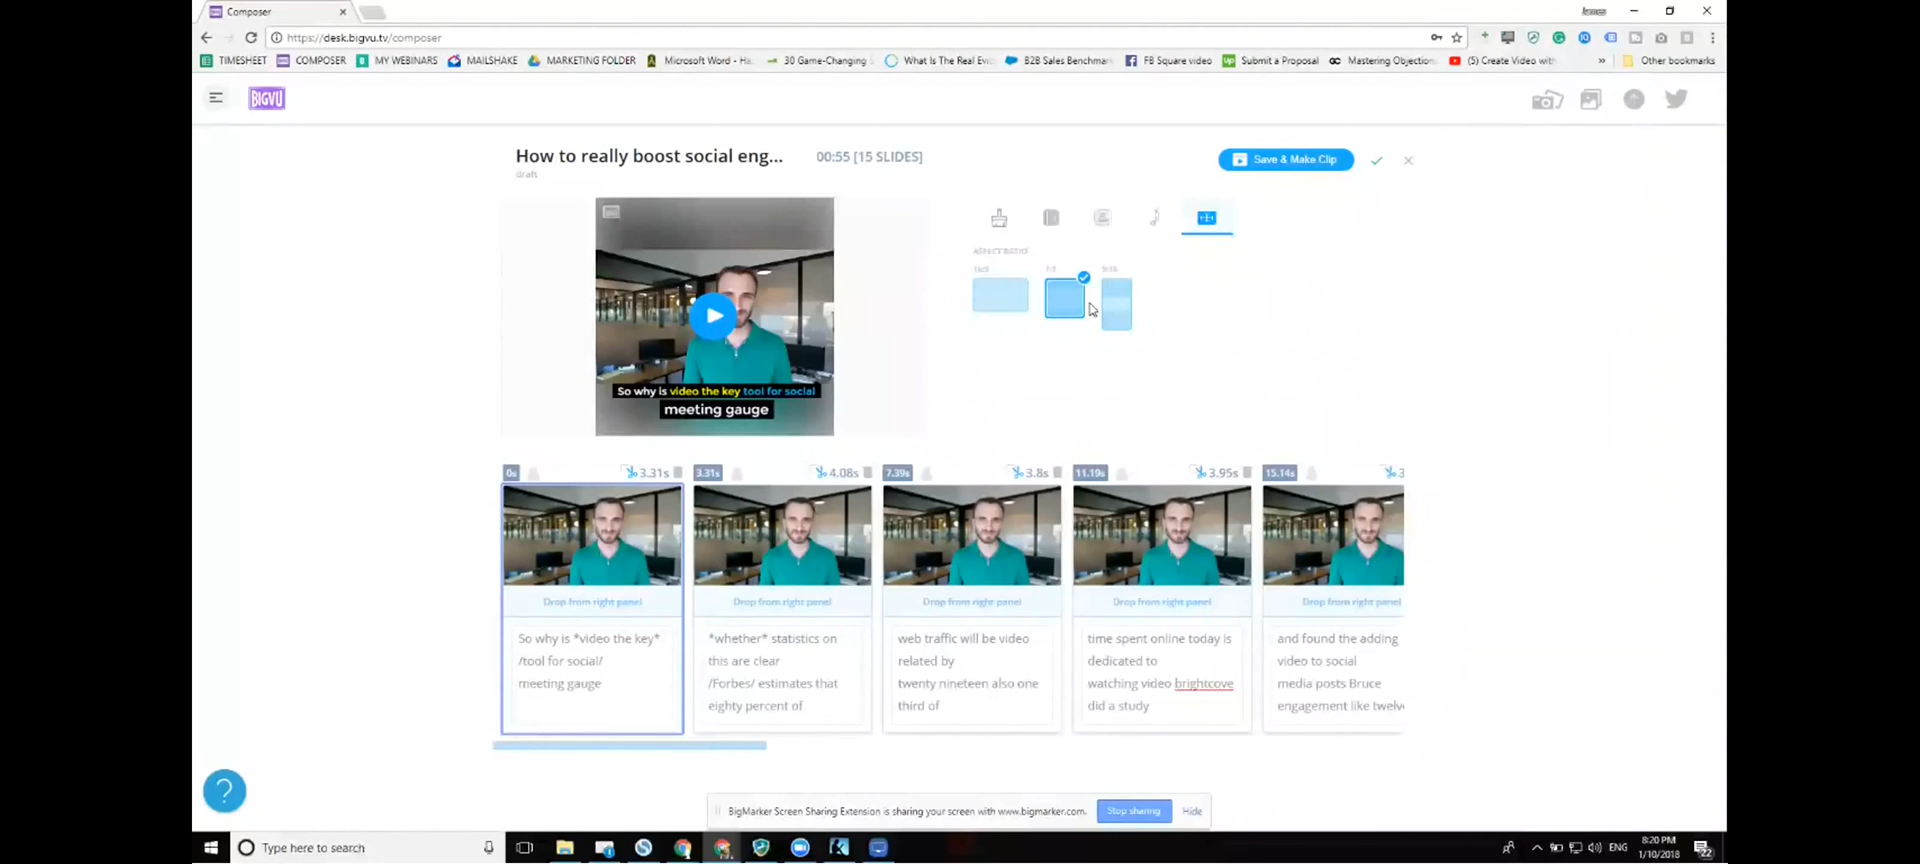 Composer
https://desk.bigvu.tv/composer
TIMESHEET COMPOSER MY WEBINARS MAILSHAKE MARKETING FOLDER Microsoft Word - Ha... 30 Game-Changing What Is The Real Evi... B2B Sales Benchmar FB Square video Submit a Proposal Mastering Objection (5) Create Video with » Other bookmarks
BIGVU
How to really boost social eng... 00:55 [15 SLIDES] Save & Make Clip
draft
ASPECT RATIO
So why is video the key tool for social
meeting gauge
0s 3.31s 3.31s 4.08s 7.39s 3.8s 11.19s 3.95s 15.14s 3
Drop from right panel Drop from right panel Drop from right panel Drop from right panel Drop from right panel
So why is *video the key*
/tool for social/
meeting gauge
*whether* statistics on
this are clear
/Forbes/ estimates that
eighty percent of
web traffic will be video
related by
twenty nineteen also one
third of
time spent online today is
dedicated to
watching video brightcove
did a study
and found the adding
video to social
media posts Bruce
engagement like twelve
?
BigMarker Screen Sharing Extension is sharing your screen with www.bigmarker.com. Stop sharing Hide
Type here to search
ENG
8:20 PM
1/10/2018
22